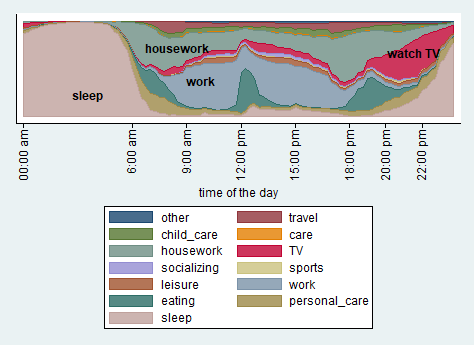 housework
watch TV
work
sleep
00:00 am
6:00 am
9:00 am
12:00 pm
15:00 pm
18:00 pm
19:00 pm
22:00 pm
time of the day
other travel
child_care care
housework TV
socializing sports
leisure work
eating personal_care
sleep